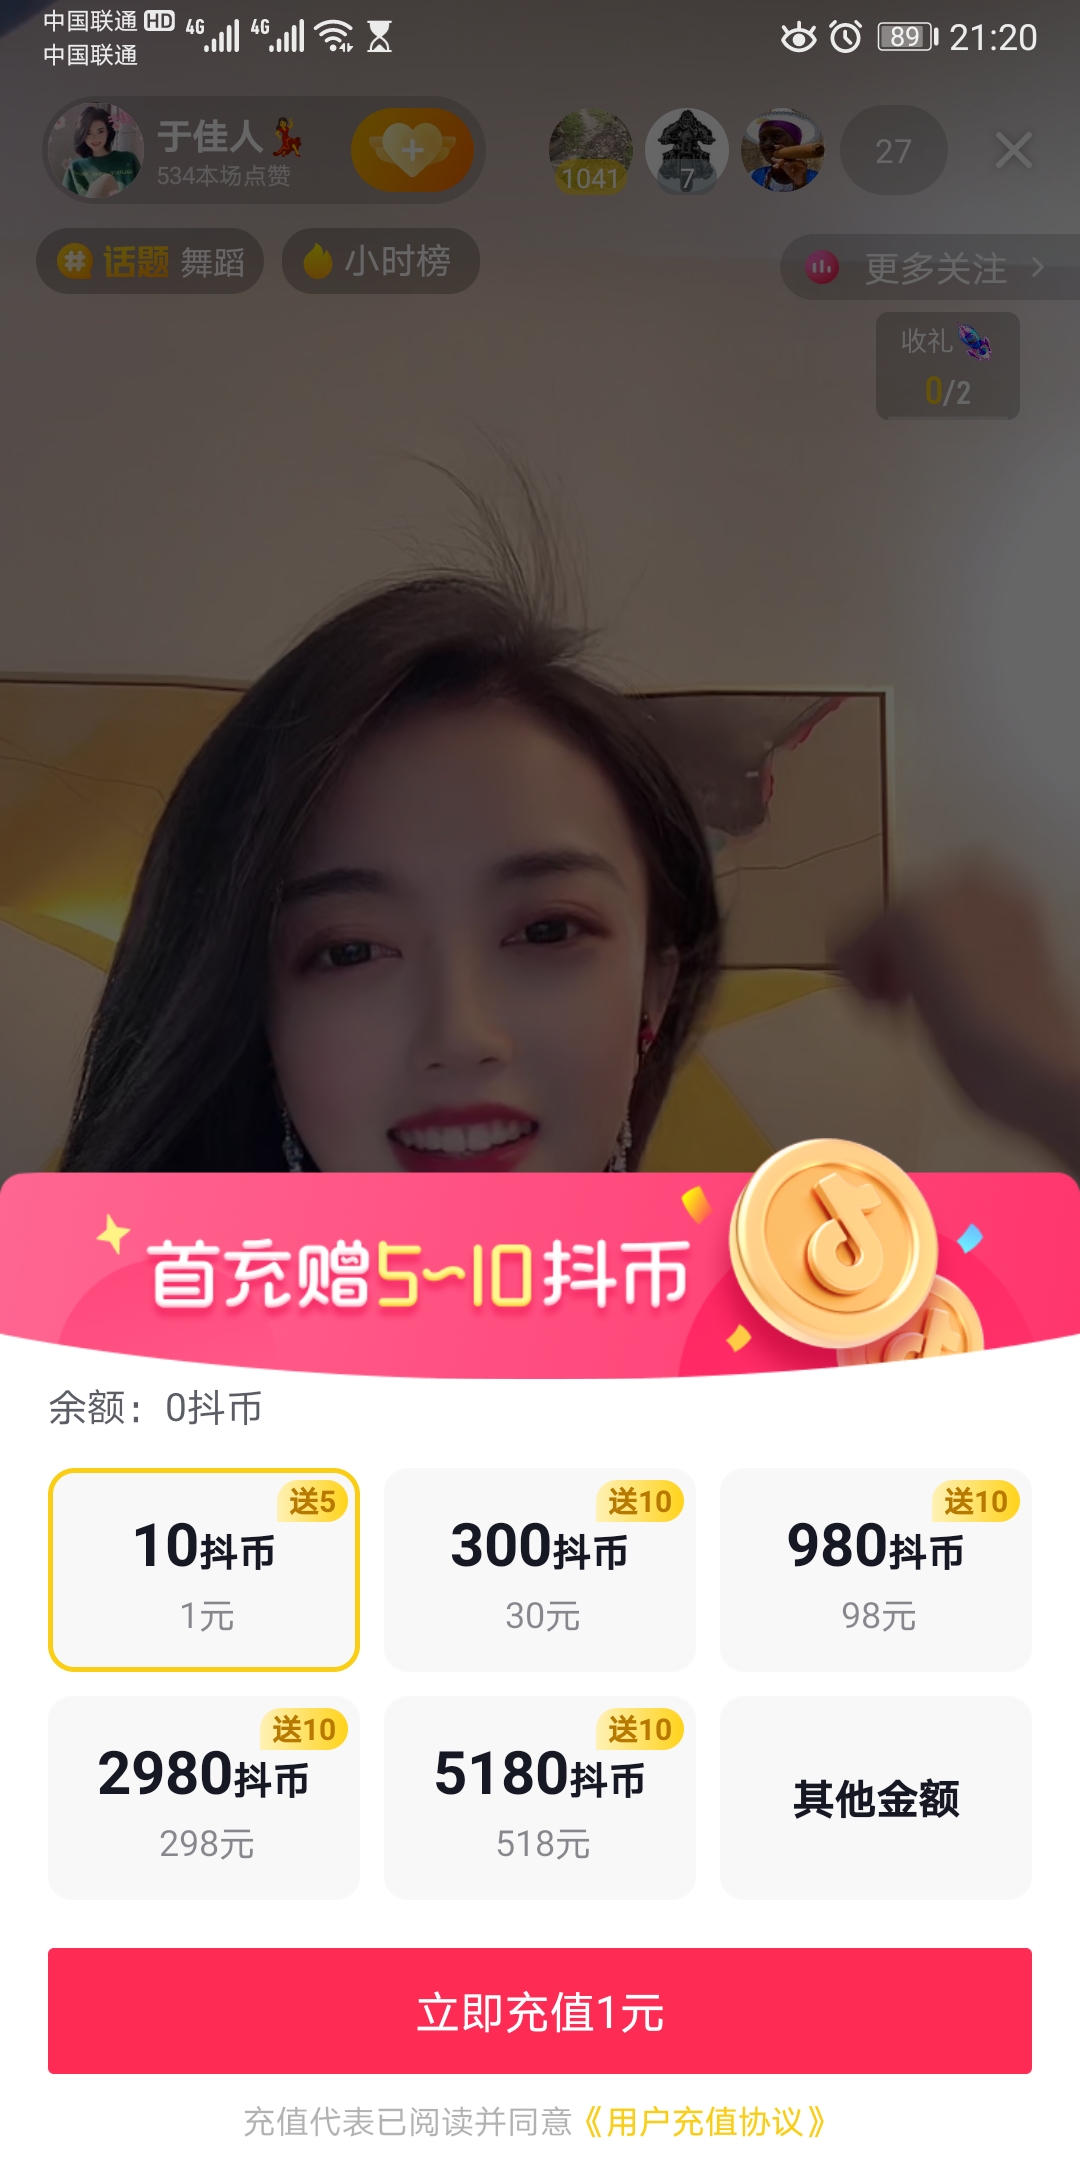 中国联通 HD 4G 4G 89 21:20
中国联通
于佳人
534本场点赞
1041 7 27
# 话题 舞蹈 小时榜
更多关注
收礼
0/2
首充赠5~10抖币
余额：0抖币
送5 送10 送10
10抖币 300抖币 980抖币
1元 30元 98元
送10 送10
2980抖币 5180抖币 其他金额
298元 518元
立即充值1元
充值代表已阅读并同意《用户充值协议》